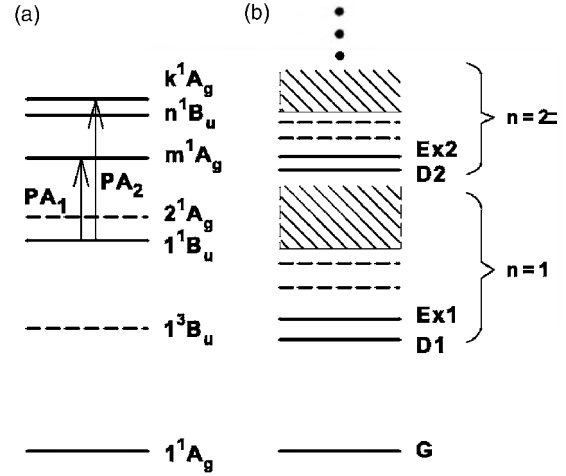 (a)
k¹A_g
n¹B_u
m¹A_g
PA₁
PA₂
2¹A_g
1¹B_u
1³B_u
1¹A_g
(b)
n=2
Ex2
D2
n=1
Ex1
D1
G